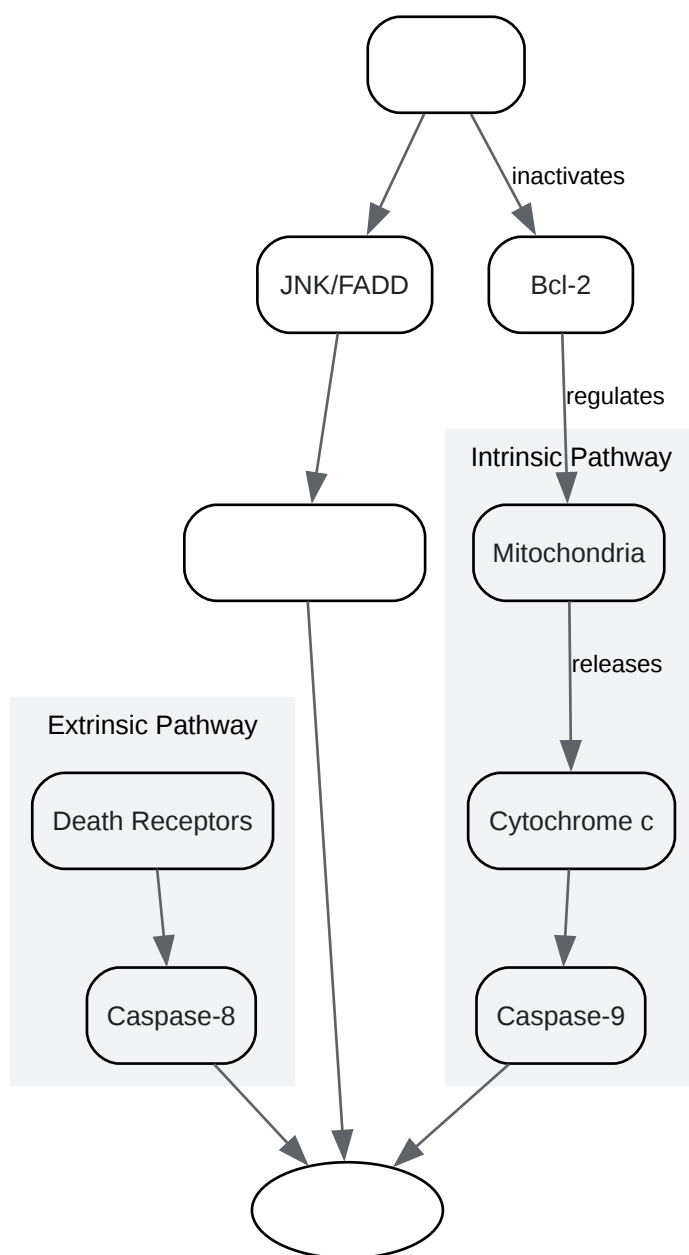 inactivates
JNK/FADD
Bcl-2
regulates
Intrinsic Pathway
Mitochondria
releases
Extrinsic Pathway
Death Receptors
Cytochrome c
Caspase-8
Caspase-9